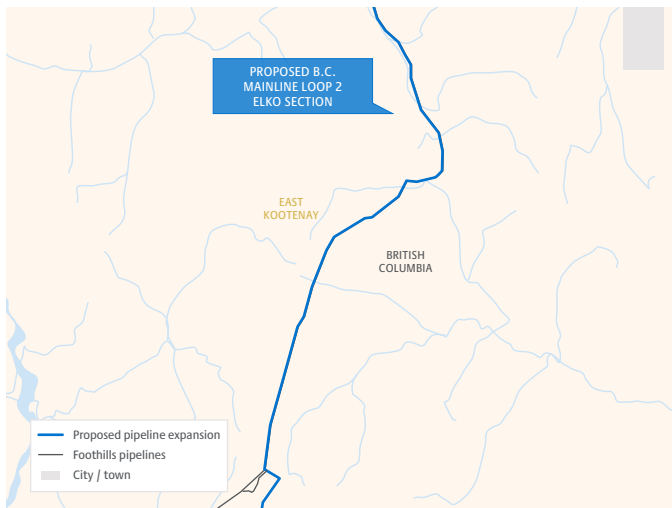 PROPOSED B.C.
MAINLINE LOOP 2
ELKO SECTION
EAST
KOOTENAY
BRITISH
COLUMBIA
Proposed pipeline expansion
Foothills pipelines
City / town